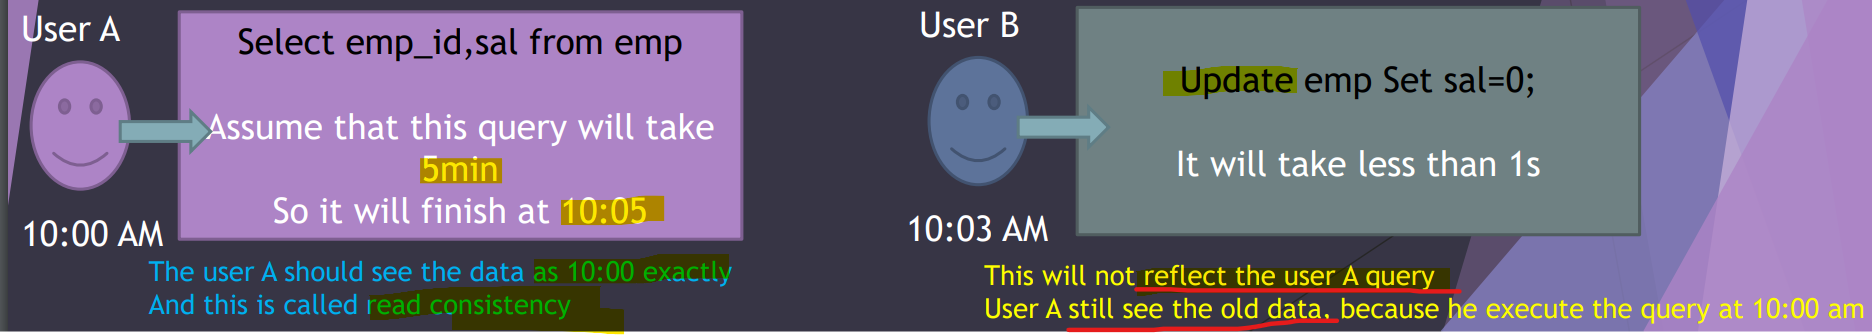 User A
Select emp_id,sal from emp
Assume that this query will take
5min
So it will finish at 10:05
10:00 AM
The user A should see the data as 10:00 exactly
And this is called read consistency
User B
Update emp Set sal=0;
It will take less than 1s
10:03 AM
This will not reflect the user A query
User A still see the old data, because he execute the query at 10:00 am